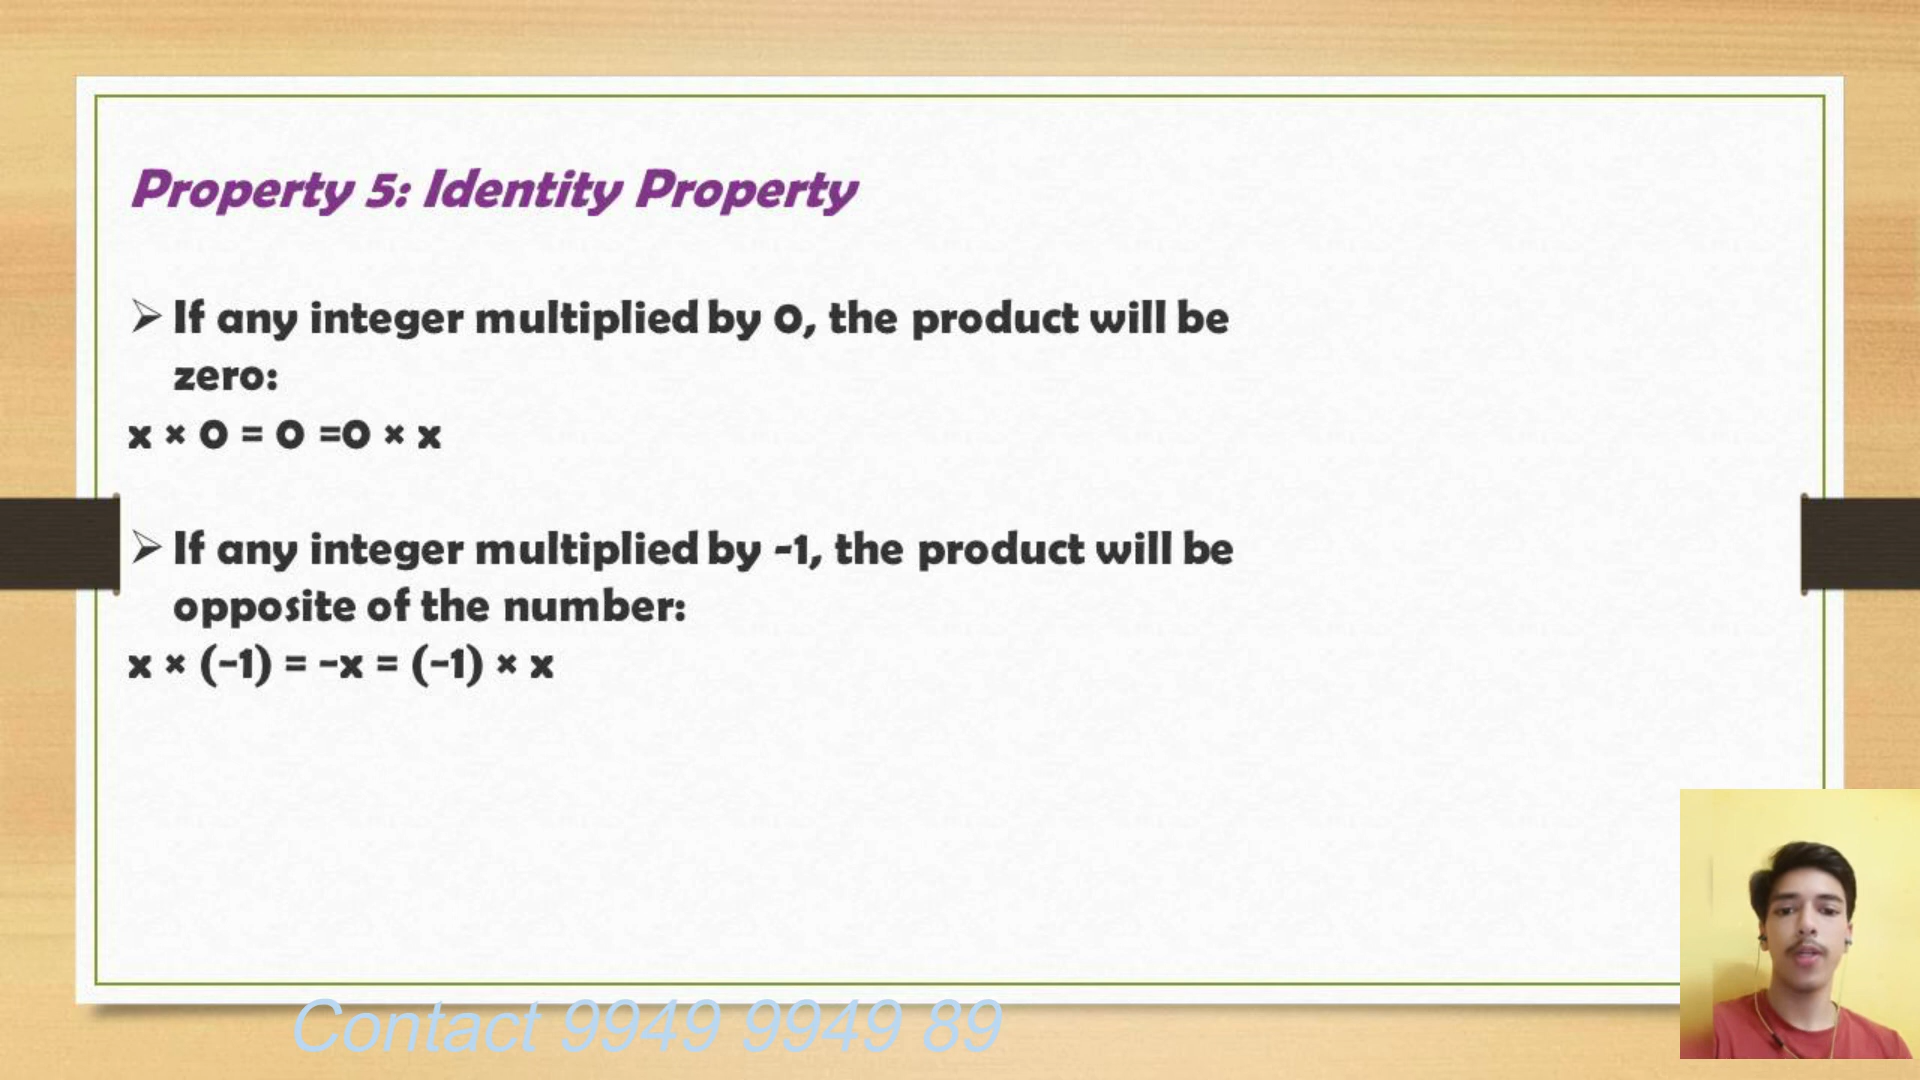 Property 5: Identity Property
➢ If any integer multiplied by 0, the product will be
zero:
x × 0 = 0 =0 × x
➢ If any integer multiplied by -1, the product will be
opposite of the number:
x × (-1) = -x = (-1) × x
Contact 9949 9949 89